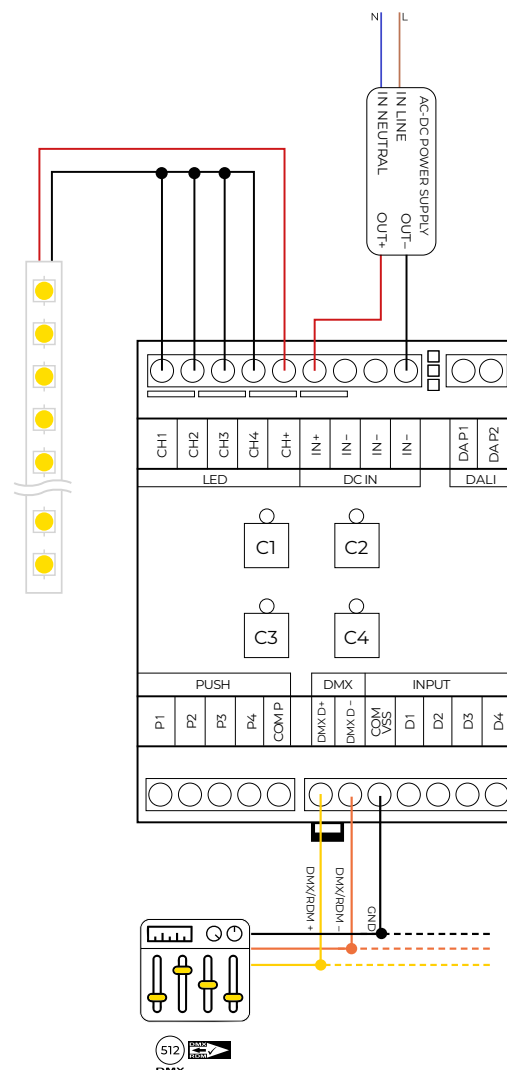 N L
IN NEUTRAL
IN LINE
AC-DC POWER SUPPLY
OUT+
OUT−
CH1 CH2 CH3 CH4 CH+ IN+ IN− IN− IN− DA P1 DA P2
LED DC IN DALI
C1 C2
C3 C4
PUSH DMX INPUT
P1 P2 P3 P4 COM P DMX D+ DMX D− COM VSS D1 D2 D3 D4
DMX/RDM + DMX/RDM − GND
512 DMX RDM
DMX